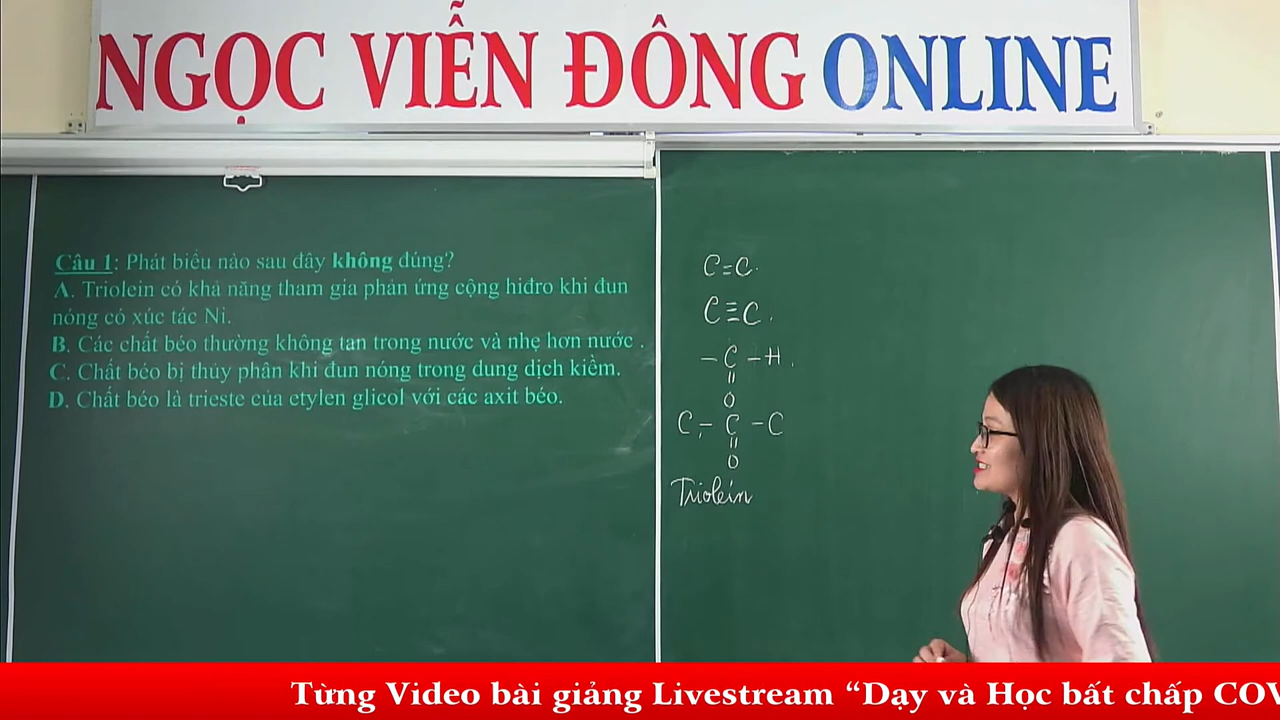 NGỌC VIỄN ĐÔNG ONLINE
Câu 1: Phát biểu nào sau đây không đúng?
A. Triolein có khả năng tham gia phản ứng cộng hiđro khi đun
nóng có xúc tác Ni.
B. Các chất béo thường không tan trong nước và nhẹ hơn nước .
C. Chất béo bị thủy phân khi đun nóng trong dung dịch kiềm.
D. Chất béo là trieste của etylen glicol với các axit béo.
C=C.
C≡C.
–C–H.
=
O
C–C–C
=
O
Triolein
Từng Video bài giảng Livestream “Dạy và Học bất chấp COV